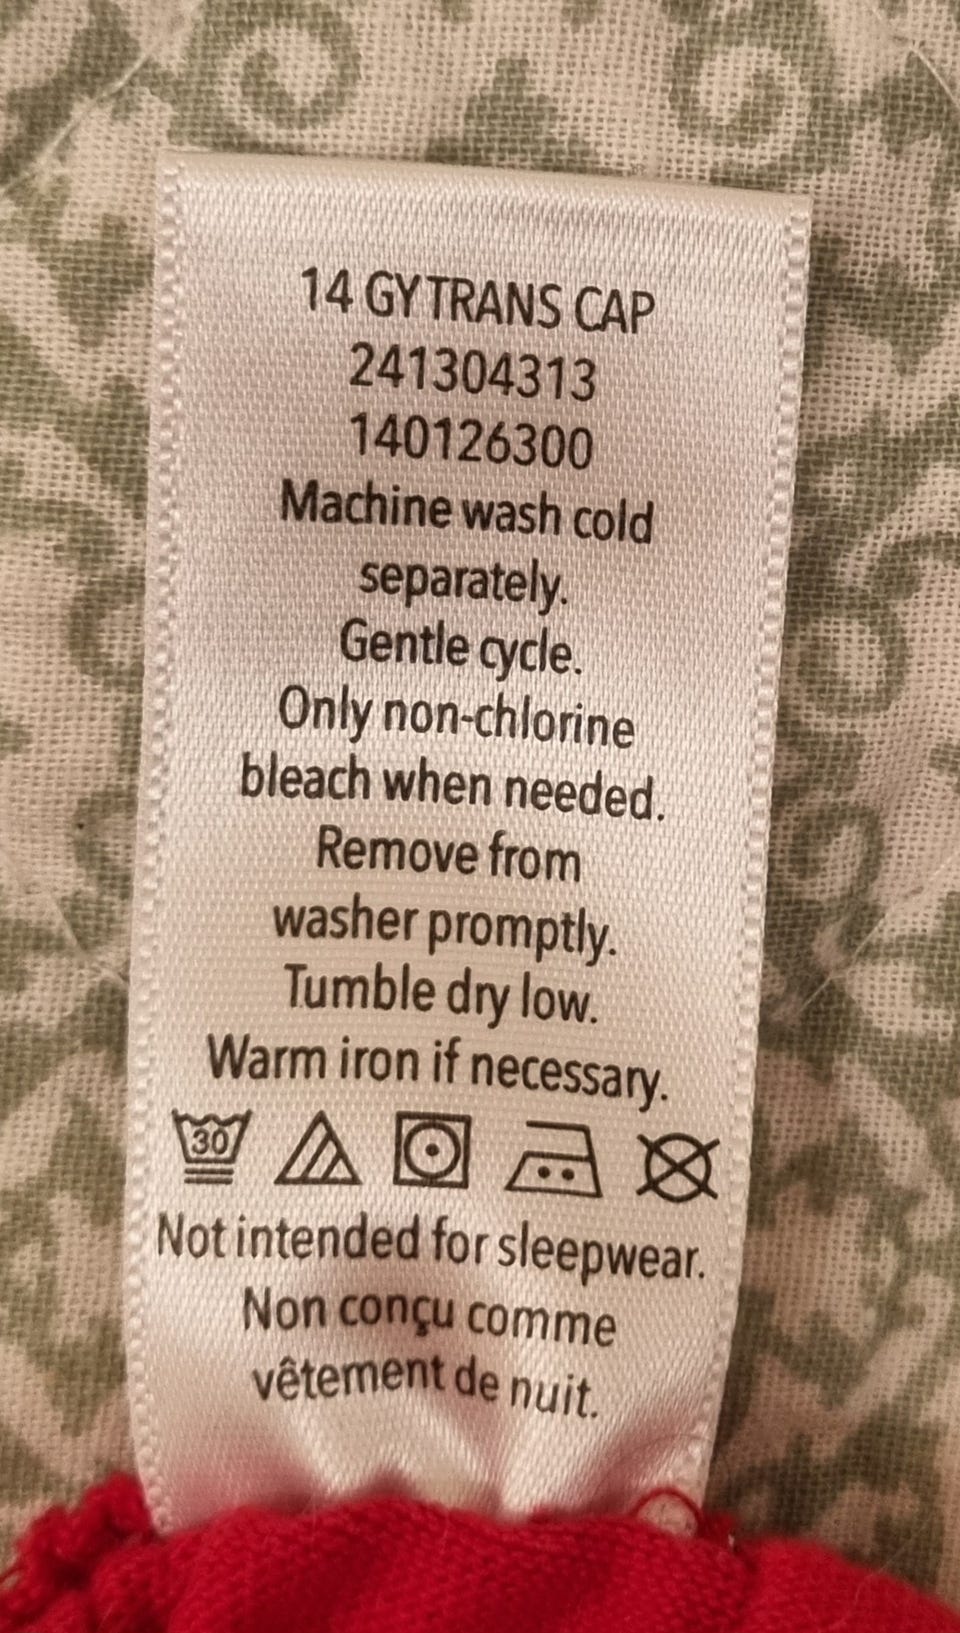 14 GY TRANS CAP
241304313
140126300
Machine wash cold
separately.
Gentle cycle.
Only non-chlorine
bleach when needed.
Remove from
washer promptly.
Tumble dry low.
Warm iron if necessary.
30
Not intended for sleepwear.
Non conçu comme
vêtement de nuit.